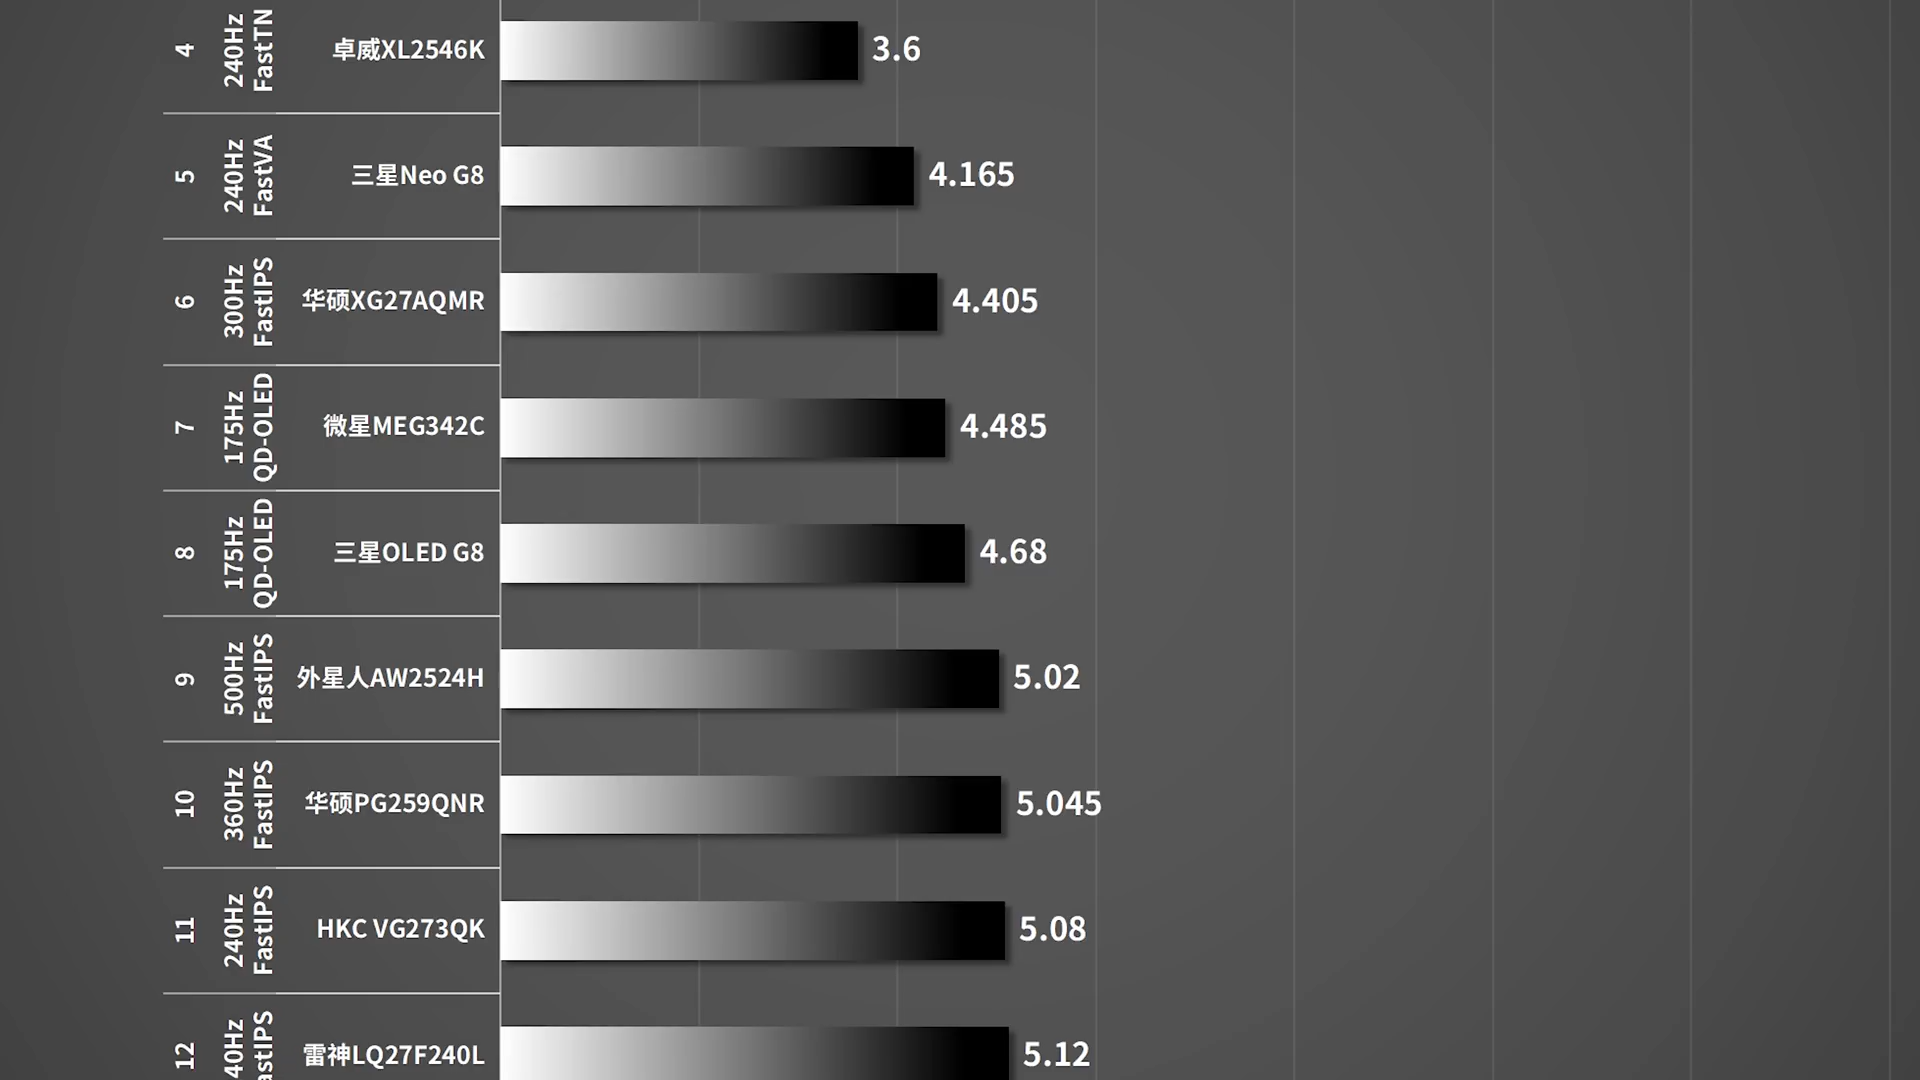 4
240Hz
FastTN
卓威XL2546K
3.6
5
240Hz
FastVA
三星Neo G8
4.165
6
300Hz
FastIPS
华硕XG27AQMR
4.405
7
175Hz
QD-OLED
微星MEG342C
4.485
8
175Hz
QD-OLED
三星OLED G8
4.68
9
500Hz
FastIPS
外星人AW2524H
5.02
10
360Hz
FastIPS
华硕PG259QNR
5.045
11
240Hz
FastIPS
HKC VG273QK
5.08
12
40Hz
astIPS
雷神LQ27F240L
5.12